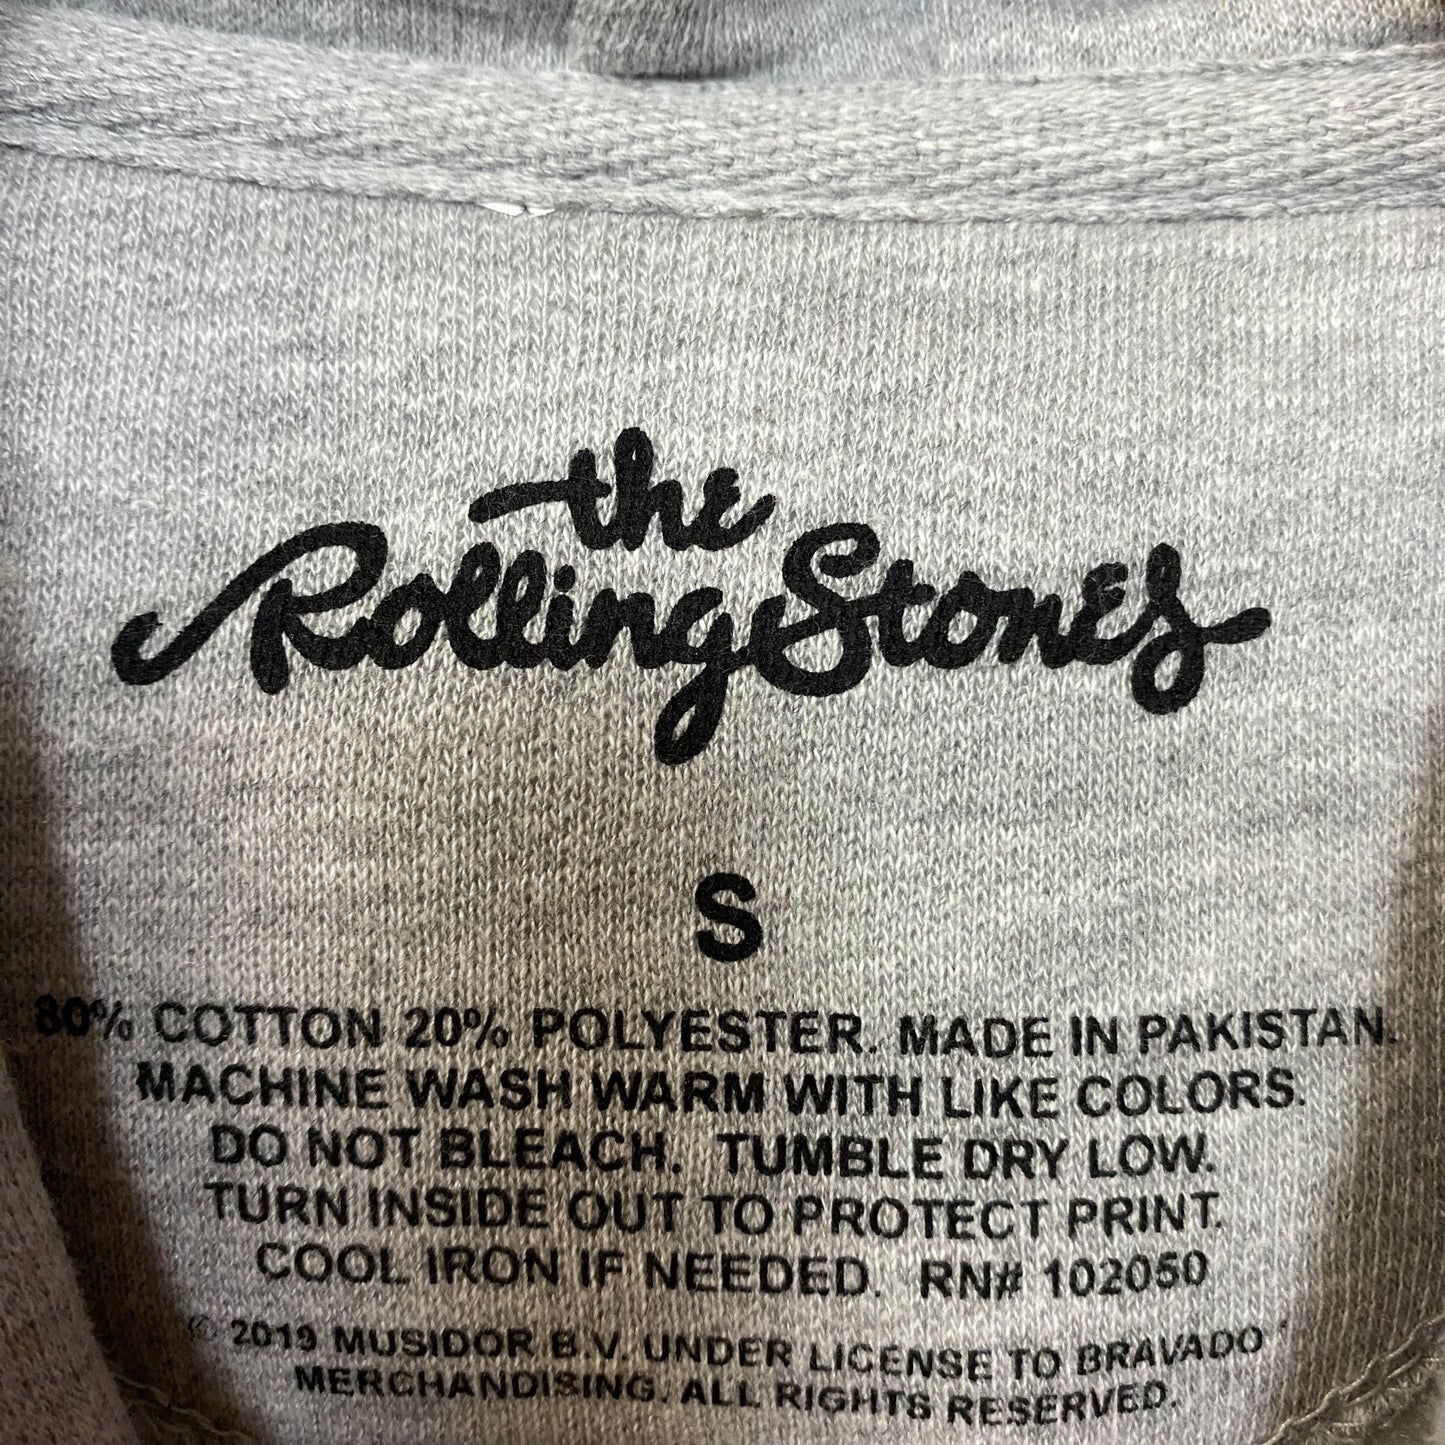 the
Rolling Stones
S
80% COTTON 20% POLYESTER. MADE IN PAKISTAN.
MACHINE WASH WARM WITH LIKE COLORS.
DO NOT BLEACH. TUMBLE DRY LOW.
TURN INSIDE OUT TO PROTECT PRINT.
COOL IRON IF NEEDED. RN# 102050
© 2019 MUSIDOR B.V. UNDER LICENSE TO BRAVADO
MERCHANDISING. ALL RIGHTS RESERVED.